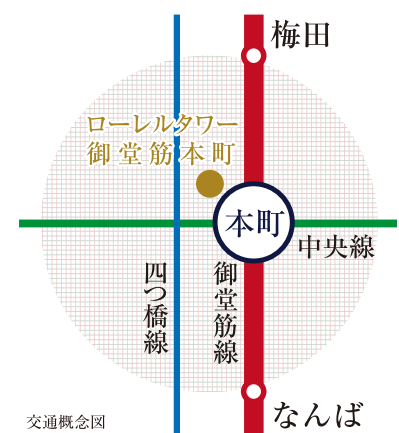 梅田
ローレルタワー
御堂筋本町
本町
中央線
四つ橋線
御堂筋線
なんば
交通概念図